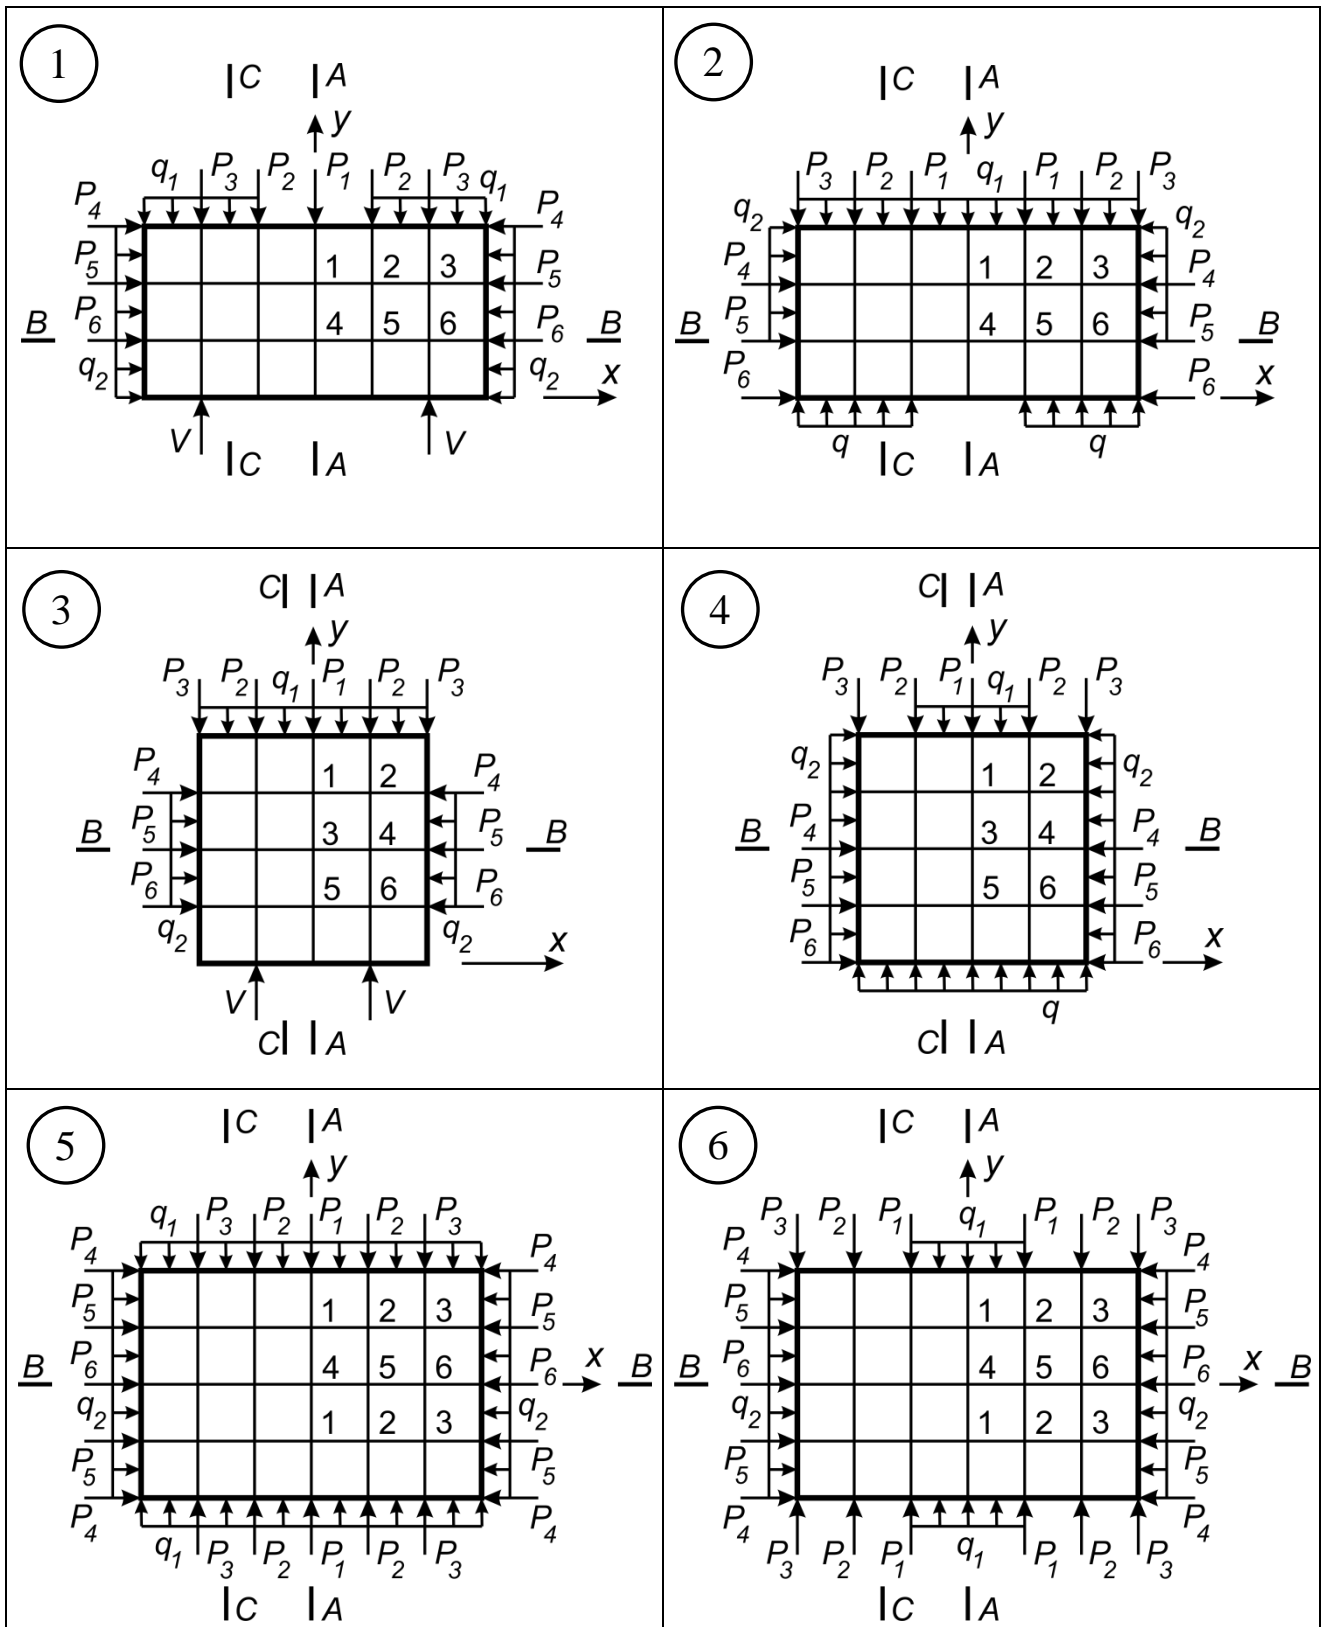 1
C A
y
q1 P3 P2 P1 P2 P3 q1
P4 P4
P5 1 2 3 P5
B P6 4 5 6 P6 B
q2 q2 x
V V
C A
2
C A
y
P3 P2 P1 q1 P1 P2 P3
q2 q2
P4 1 2 3 P4
B P5 4 5 6 P5 B
P6 P6 x
q q
C A
3
C A
y
P3 P2 q1 P1 P2 P3
P4 1 2 P4
B P5 3 4 P5 B
P6 5 6 P6
q2 q2 x
V V
C A
4
C A
y
P3 P2 P1 q1 P2 P3
q2 1 2 q2
B P4 3 4 P4 B
P5 5 6 P5
P6 P6 x
q
C A
5
C A
y
q1 P3 P2 P1 P2 P3
P4 P4
P5 1 2 3 P5
B P6 4 5 6 P6 x B
q2 1 2 3 q2
P5 P5
P4 P4
q1 P3 P2 P1 P2 P3
C A
6
C A
y
P3 P2 P1 q1 P1 P2 P3
P4 P4
P5 1 2 3 P5
B P6 4 5 6 P6 x B
q2 1 2 3 q2
P5 P5
P4 P4
P3 P2 P1 q1 P1 P2 P3
C A